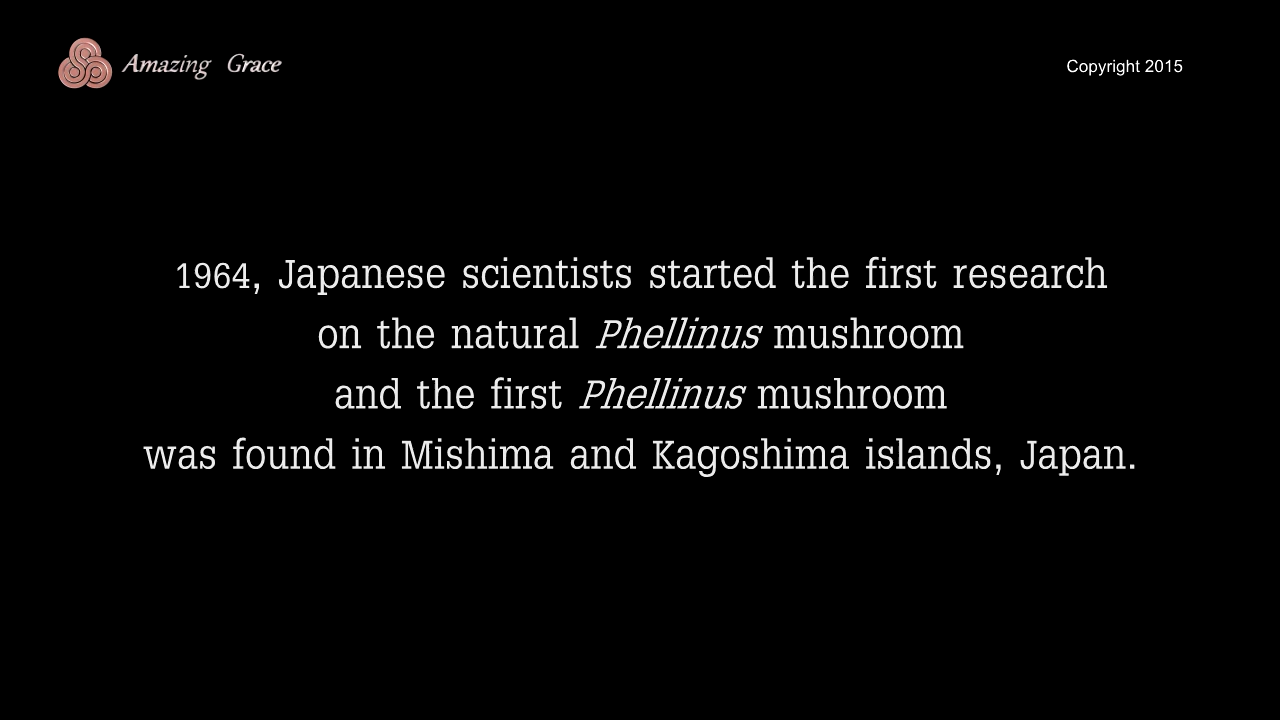 Amazing Grace
Copyright 2015
1964, Japanese scientists started the first research
on the natural Phellinus mushroom
and the first Phellinus mushroom
was found in Mishima and Kagoshima islands, Japan.